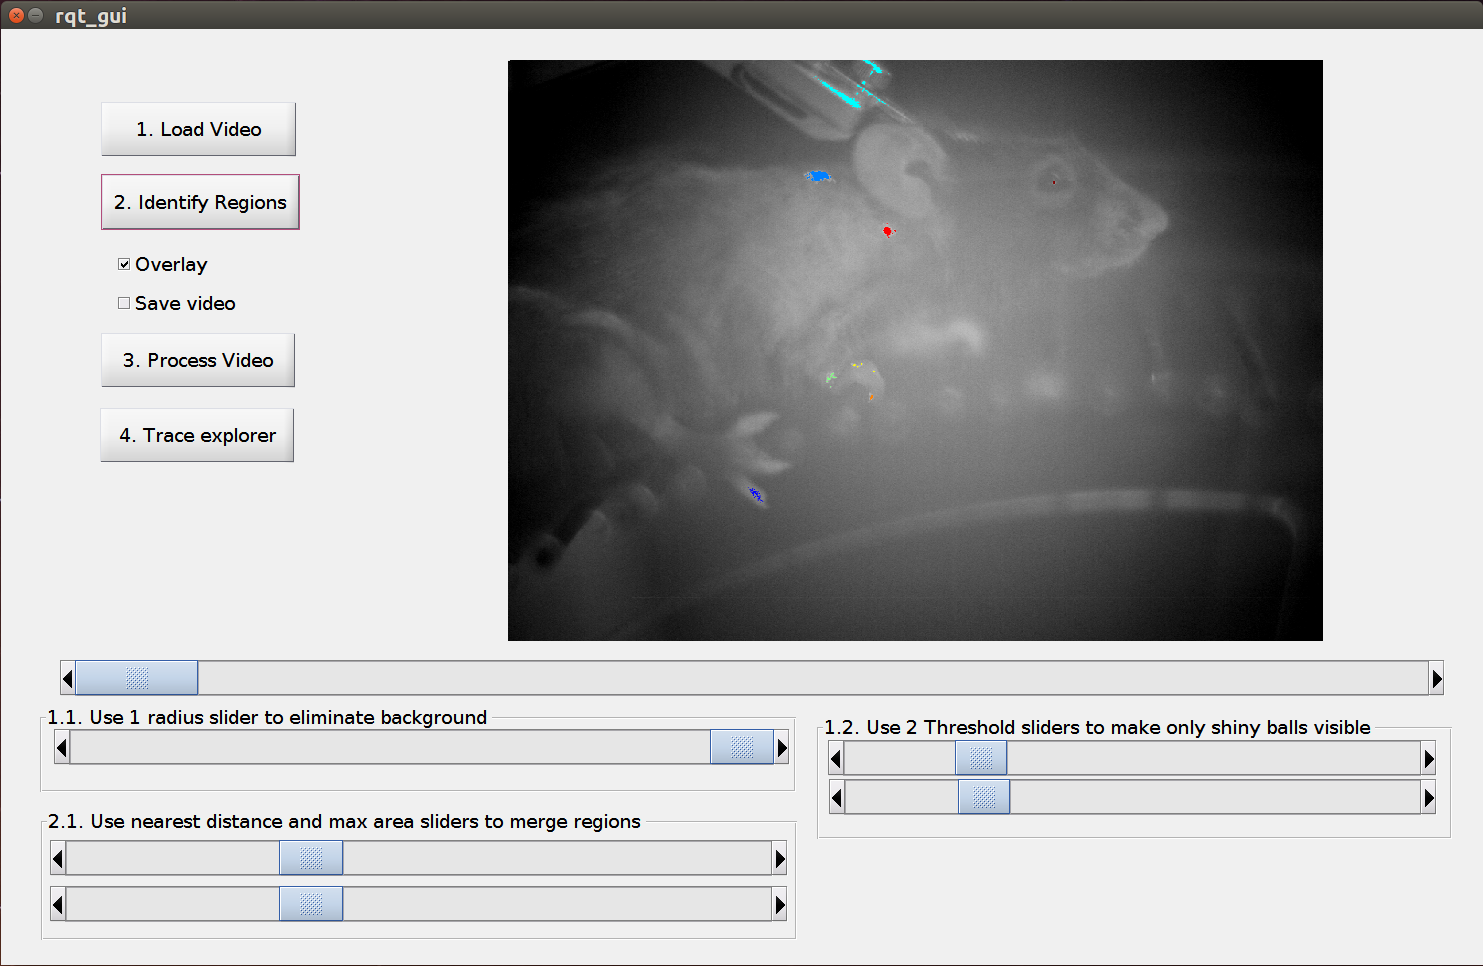 rqt_gui
1. Load Video
2. Identify Regions
Overlay
Save video
3. Process Video
4. Trace explorer
1.1. Use 1 radius slider to eliminate background
1.2. Use 2 Threshold sliders to make only shiny balls visible
2.1. Use nearest distance and max area sliders to merge regions